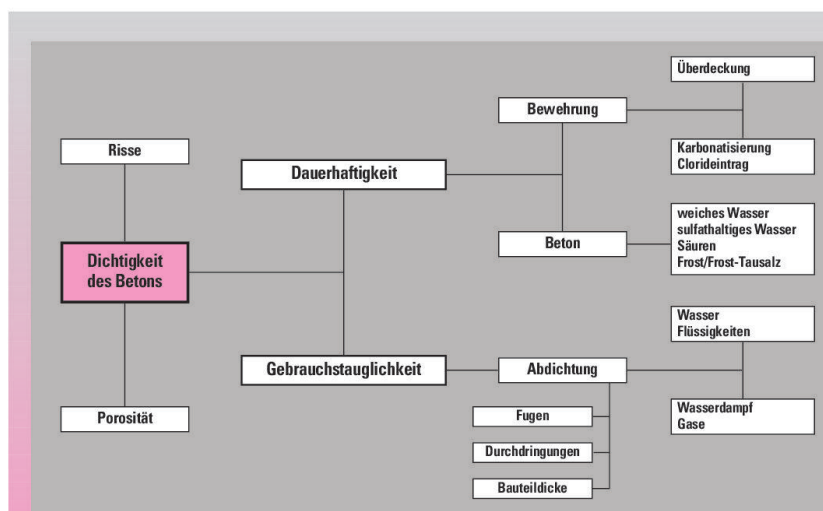 Risse
Dichtigkeit
des Betons
Porosität
Dauerhaftigkeit
Gebrauchstauglichkeit
Bewehrung
Beton
Abdichtung
Fugen
Durchdringungen
Bauteildicke
Überdeckung
Karbonatisierung
Clorideintrag
weiches Wasser
sulfathaltiges Wasser
Säuren
Frost/Frost-Tausalz
Wasser
Flüssigkeiten
Wasserdampf
Gase